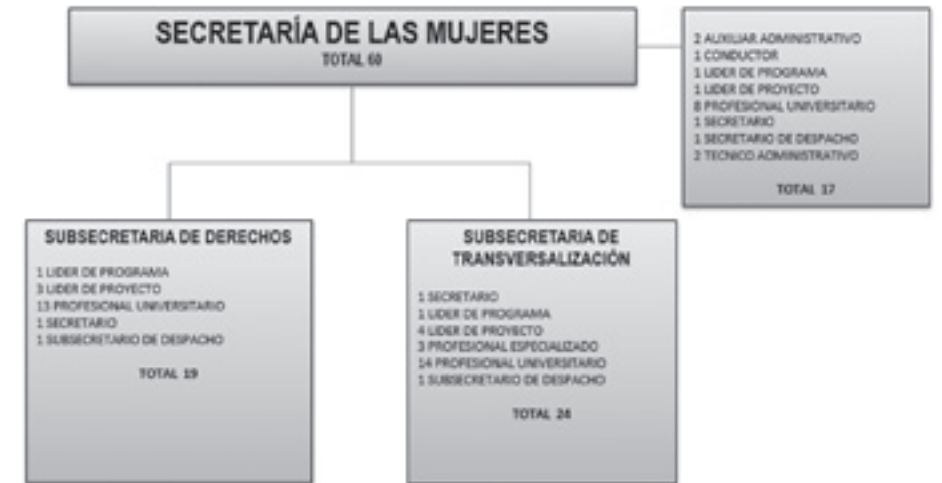 SECRETARÍA DE LAS MUJERES
TOTAL 60
2 AUXILIAR ADMINISTRATIVO
1 CONDUCTOR
1 LIDER DE PROGRAMA
1 LIDER DE PROYECTO
8 PROFESIONAL UNIVERSITARIO
1 SECRETARIO
1 SECRETARIO DE DESPACHO
2 TECNICO ADMINISTRATIVO
TOTAL 17
SUBSECRETARIA DE DERECHOS
1 LIDER DE PROGRAMA
3 LIDER DE PROYECTO
13 PROFESIONAL UNIVERSITARIO
1 SECRETARIO
1 SUBSECRETARIO DE DESPACHO
TOTAL 19
SUBSECRETARIA DE
TRANSVERSALIZACIÓN
1 SECRETARIO
1 LIDER DE PROGRAMA
4 LIDER DE PROYECTO
3 PROFESIONAL ESPECIALIZADO
14 PROFESIONAL UNIVERSITARIO
1 SUBSECRETARIO DE DESPACHO
TOTAL 24